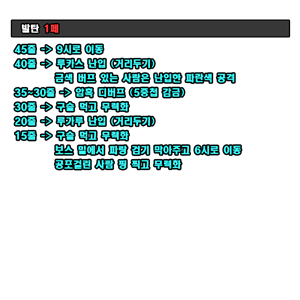 발탄 1페
45줄 -> 9시로 이동
40줄 -> 루카스 난입 (거리두기)
금색 버프 있는 사람은 난입한 파란색 공격
35~30줄 -> 암흑 디버프 (5중첩 감금)
30줄 -> 구슬 먹고 무력화
20줄 -> 루가루 난입 (거리두기)
15줄 -> 구슬 먹고 무력화
보스 밑에서 파랑 검기 막아주고 6시로 이동
공포걸린 사람 핑 찍고 무력화